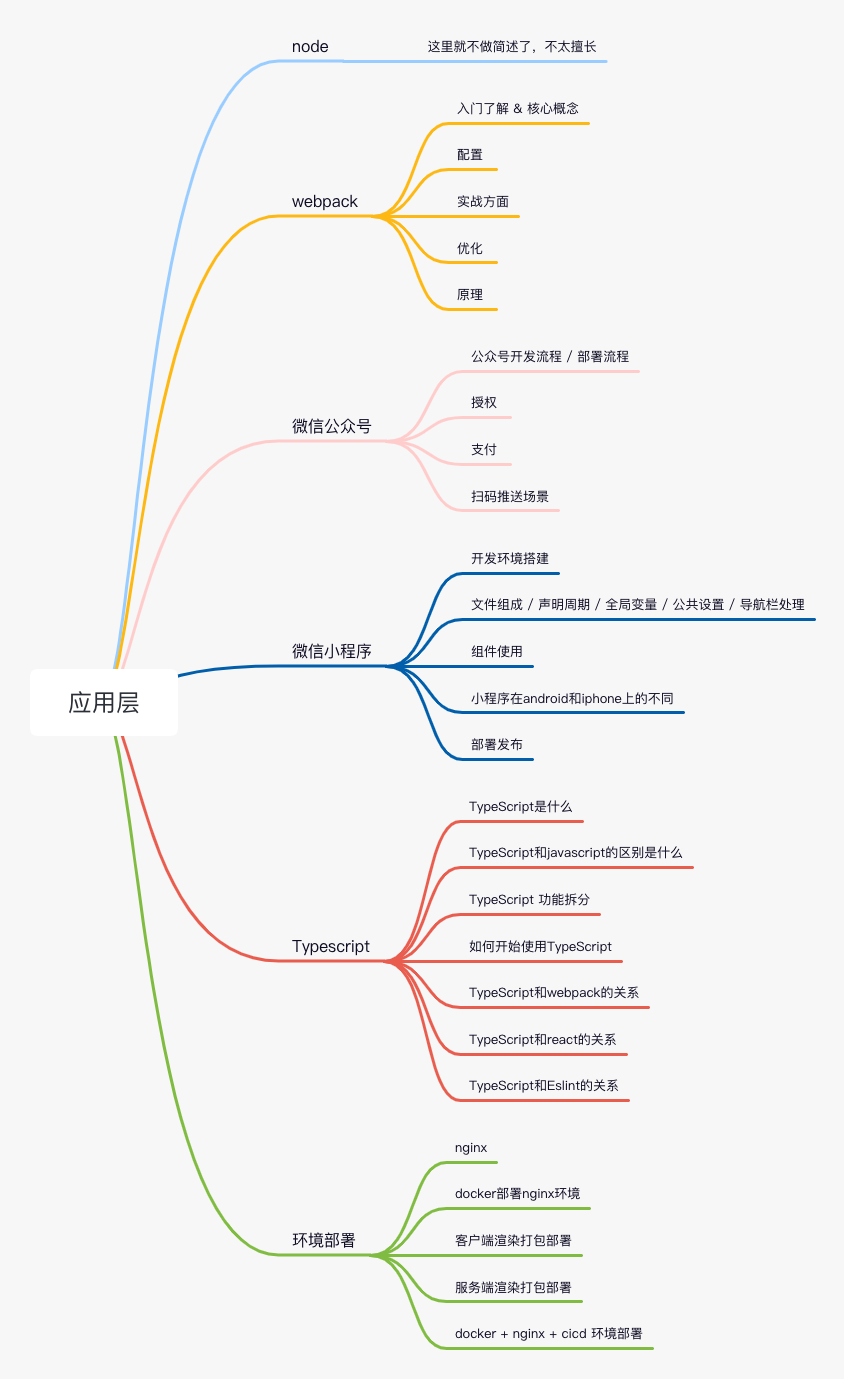 应用层
node
这里就不做简述了，不太擅长
webpack
入门了解 & 核心概念
配置
实战方面
优化
原理
微信公众号
公众号开发流程 / 部署流程
授权
支付
扫码推送场景
微信小程序
开发环境搭建
文件组成 / 声明周期 / 全局变量 / 公共设置 / 导航栏处理
组件使用
小程序在android和iphone上的不同
部署发布
Typescript
TypeScript是什么
TypeScript和javascript的区别是什么
TypeScript 功能拆分
如何开始使用TypeScript
TypeScript和webpack的关系
TypeScript和react的关系
TypeScript和Eslint的关系
环境部署
nginx
docker部署nginx环境
客户端渲染打包部署
服务端渲染打包部署
docker + nginx + cicd 环境部署